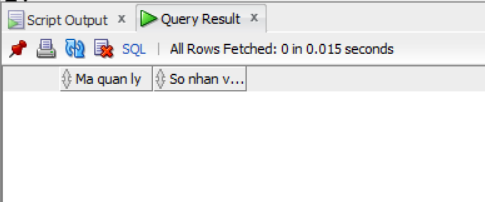 Script Output x Query Result x
SQL | All Rows Fetched: 0 in 0.015 seconds
Ma quan ly So nhan v...